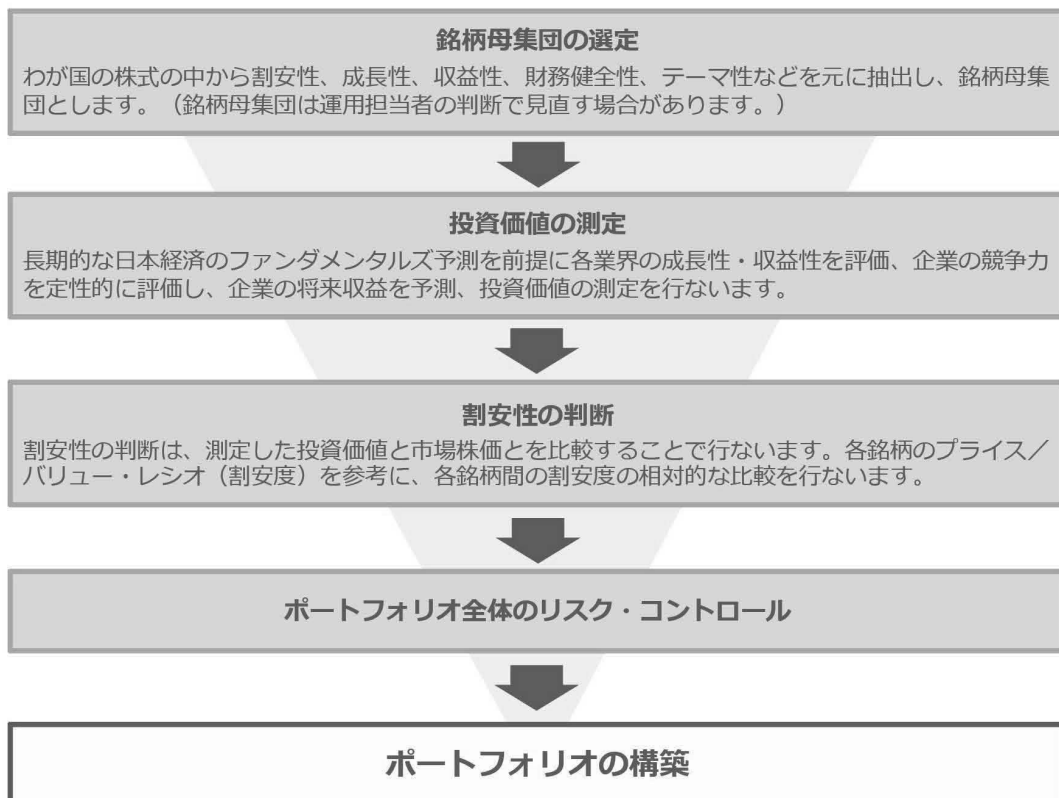 銘柄母集団の選定
わが国の株式の中から割安性、成長性、収益性、財務健全性、テーマ性などを元に抽出し、銘柄母集
団とします。（銘柄母集団は運用担当者の判断で見直す場合があります。）
投資価値の測定
長期的な日本経済のファンダメンタルズ予測を前提に各業界の成長性・収益性を評価、企業の競争力
を定性的に評価し、企業の将来収益を予測、投資価値の測定を行ないます。
割安性の判断
割安性の判断は、測定した投資価値と市場株価とを比較することで行ないます。各銘柄のプライス／
バリュー・レシオ（割安度）を参考に、各銘柄間の割安度の相対的な比較を行ないます。
ポートフォリオ全体のリスク・コントロール
ポートフォリオの構築